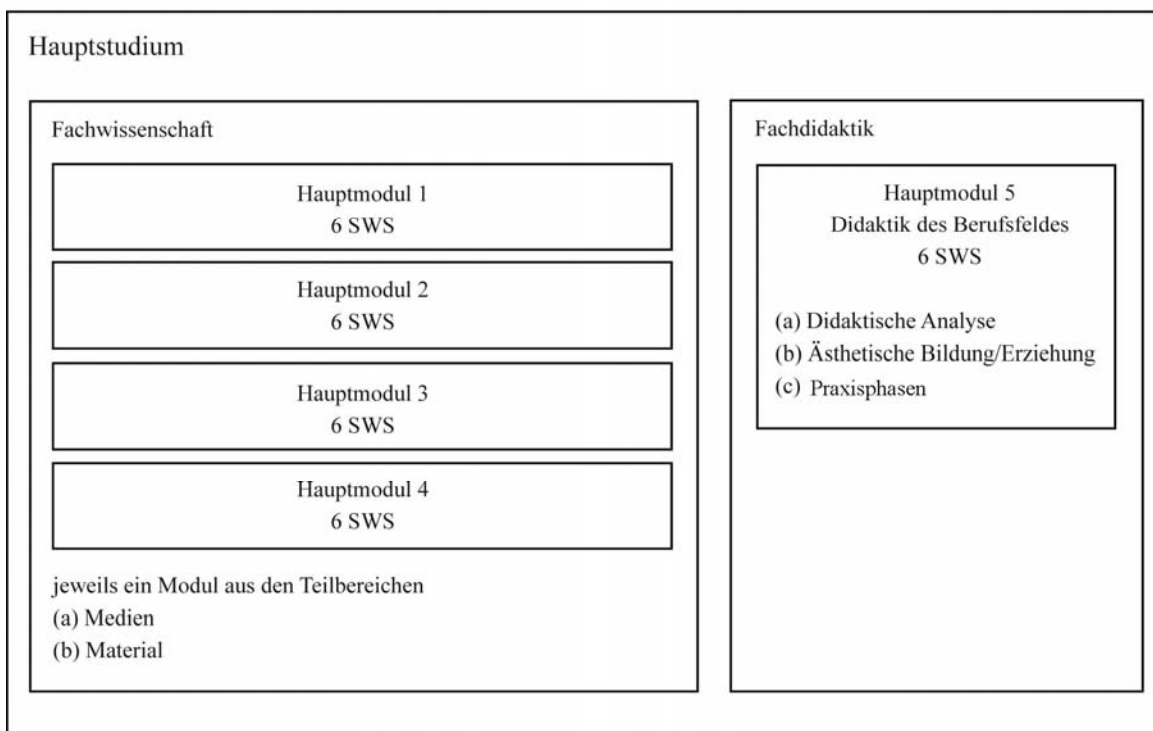 Hauptstudium
Fachwissenschaft
Hauptmodul 1
6 SWS
Hauptmodul 2
6 SWS
Hauptmodul 3
6 SWS
Hauptmodul 4
6 SWS
jeweils ein Modul aus den Teilbereichen
(a) Medien
(b) Material
Fachdidaktik
Hauptmodul 5
Didaktik des Berufsfeldes
6 SWS
(a) Didaktische Analyse
(b) Ästhetische Bildung/Erziehung
(c) Praxisphasen